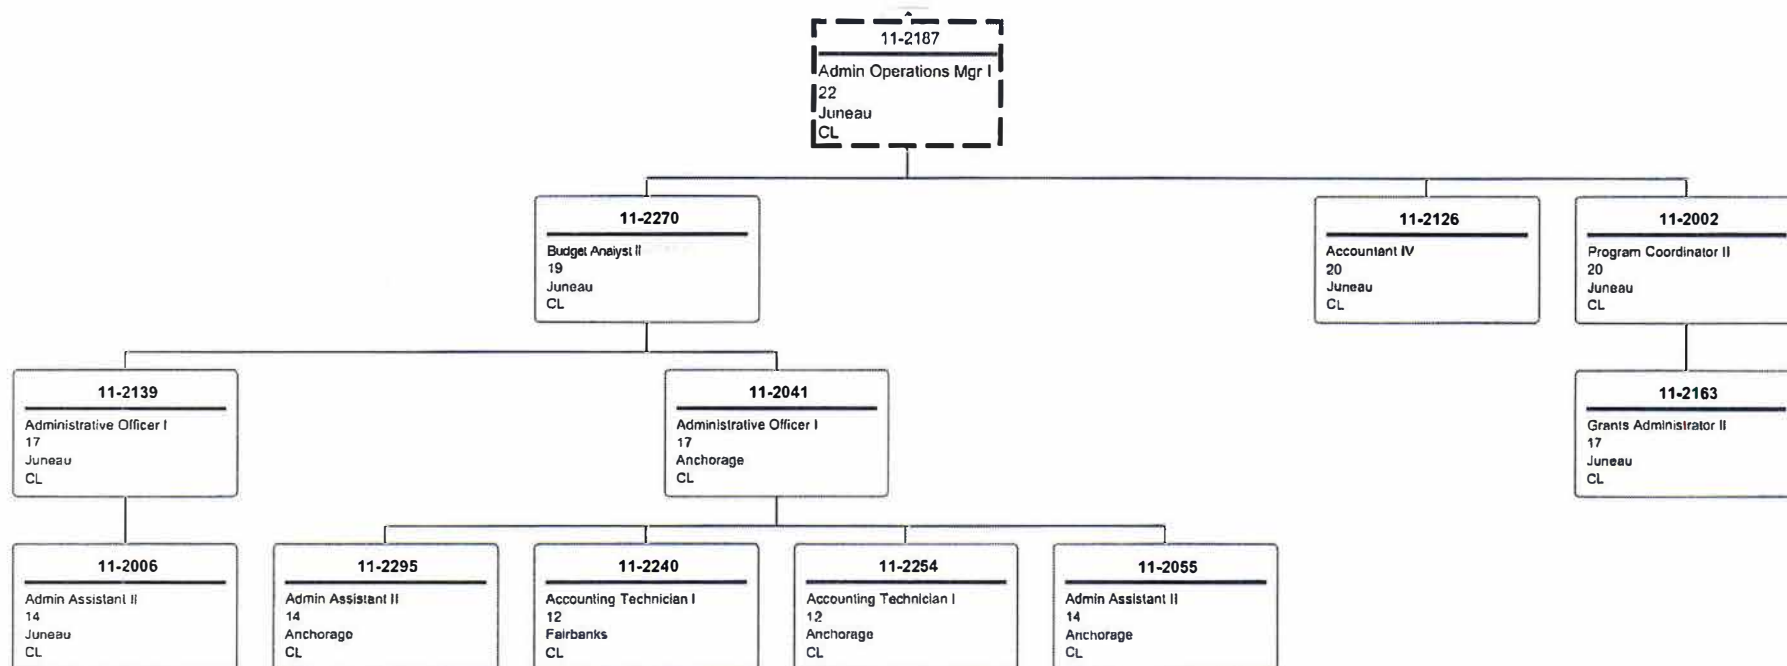 11-2187
Admin Operations Mgr I
22
Juneau
CL
11-2270
Budget Analyst II
19
Juneau
CL
11-2126
Accountant IV
20
Juneau
CL
11-2002
Program Coordinator II
20
Juneau
CL
11-2139
Administrative Officer I
17
Juneau
CL
11-2041
Administrative Officer I
17
Anchorage
CL
11-2163
Grants Administrator II
17
Juneau
CL
11-2006
Admin Assistant II
14
Juneau
CL
11-2295
Admin Assistant II
14
Anchorage
CL
11-2240
Accounting Technician I
12
Fairbanks
CL
11-2254
Accounting Technician I
12
Anchorage
CL
11-2055
Admin Assistant II
14
Anchorage
CL